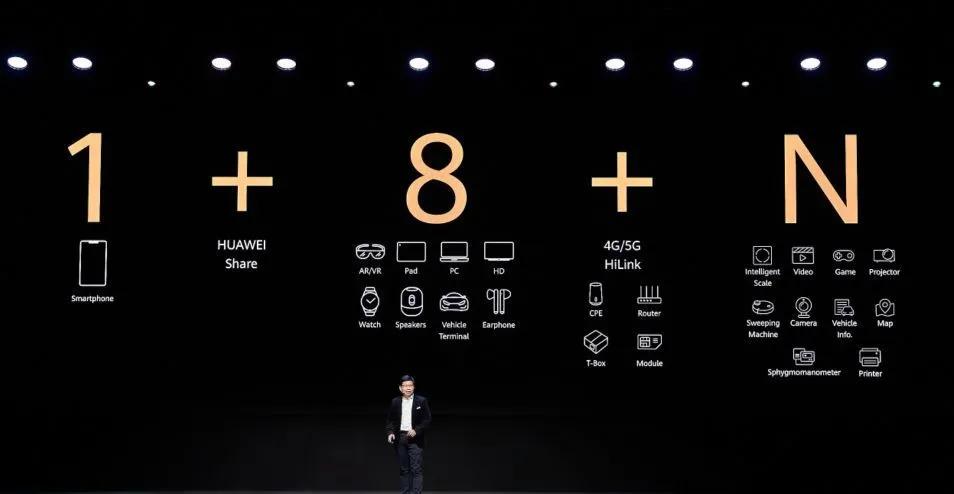 1 + 8 + N
Smartphone
HUAWEI
Share
AR/VR Pad PC HD
Watch Speakers Vehicle
Terminal Earphone
4G/5G
HiLink
CPE Router
T-Box Module
Intelligent
Scale Video Game Projector
Sweeping
Machine Camera Vehicle
Info. Map
Sphygmomanometer Printer